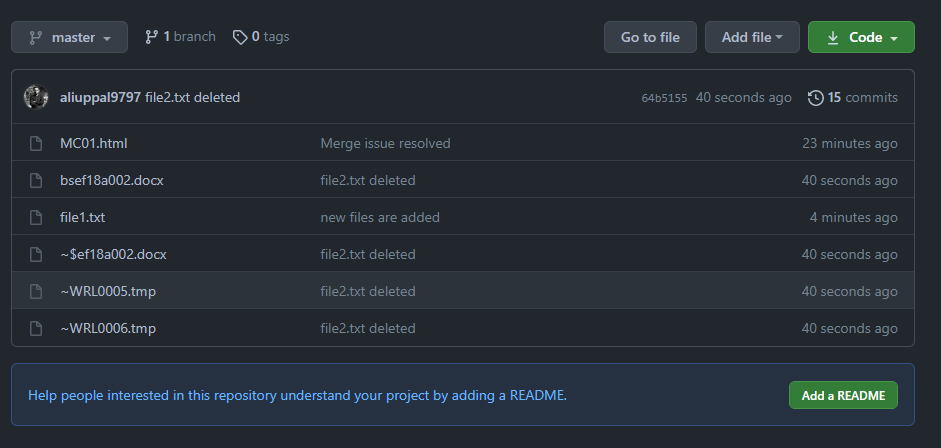 master 1 branch 0 tags Go to file Add file Code
aliuppal9797 file2.txt deleted 64b5155 40 seconds ago 15 commits
MC01.html Merge issue resolved 23 minutes ago
bsef18a002.docx file2.txt deleted 40 seconds ago
file1.txt new files are added 4 minutes ago
~$ef18a002.docx file2.txt deleted 40 seconds ago
~WRL0005.tmp file2.txt deleted 40 seconds ago
~WRL0006.tmp file2.txt deleted 40 seconds ago
Help people interested in this repository understand your project by adding a README. Add a README